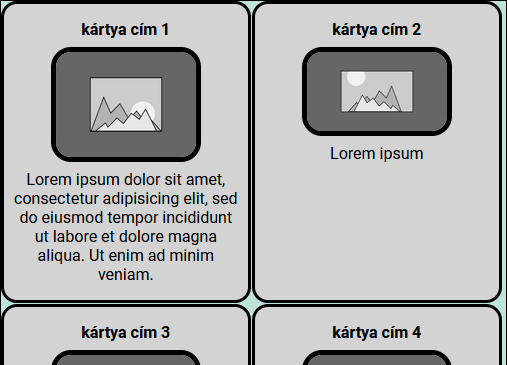 kártya cím 1
Lorem ipsum dolor sit amet,
consectetur adipisicing elit, sed
do eiusmod tempor incididunt
ut labore et dolore magna
aliqua. Ut enim ad minim
veniam.
kártya cím 2
Lorem ipsum
kártya cím 3
kártya cím 4